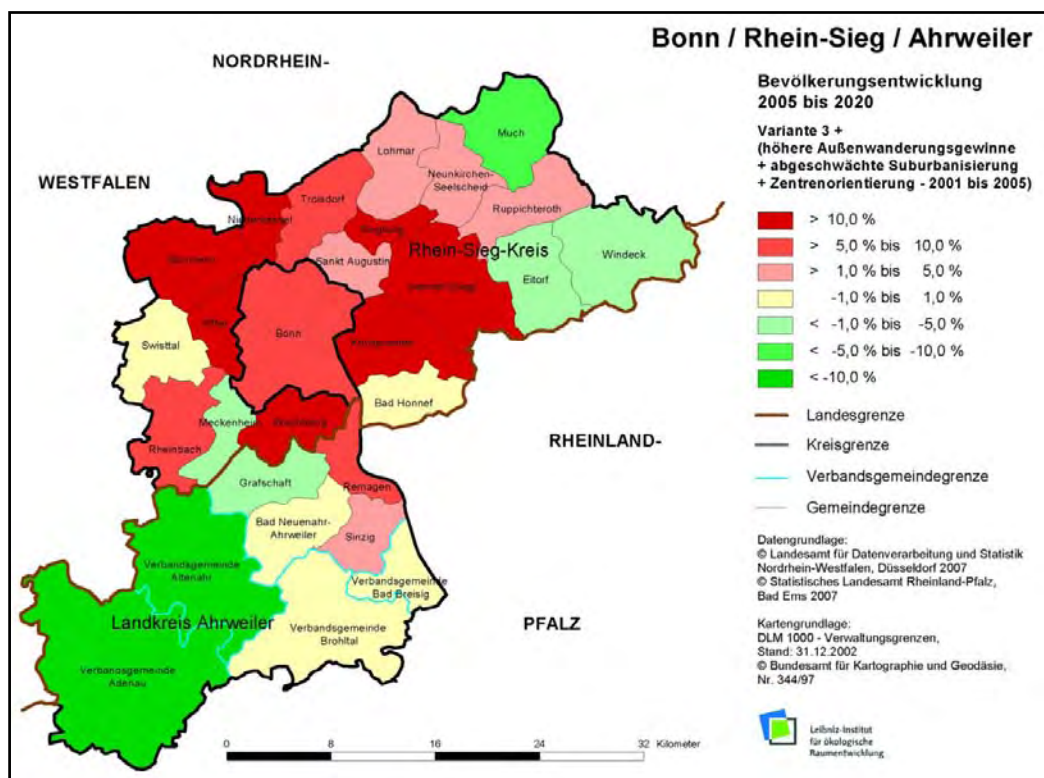 Bonn / Rhein-Sieg / Ahrweiler
NORDRHEIN-
WESTFALEN
RHEINLAND-
PFALZ
Bevölkerungsentwicklung
2005 bis 2020
Variante 3 +
(höhere Außenwanderungsgewinne
+ abgeschwächte Suburbanisierung
+ Zentrenorientierung - 2001 bis 2005)
> 10,0 %
> 5,0 % bis 10,0 %
> 1,0 % bis 5,0 %
-1,0 % bis 1,0 %
< -1,0 % bis -5,0 %
< -5,0 % bis -10,0 %
< -10,0 %
Landesgrenze
Kreisgrenze
Verbandsgemeindegrenze
Gemeindegrenze
Datengrundlage:
© Landesamt für Datenverarbeitung und Statistik
Nordrhein-Westfalen, Düsseldorf 2007
© Statistisches Landesamt Rheinland-Pfalz,
Bad Ems 2007
Kartengrundlage:
DLM 1000 - Verwaltungsgrenzen,
Stand: 31.12.2002
© Bundesamt für Kartographie und Geodäsie,
Nr. 344/97
Leibniz-Institut
für ökologische
Raumentwicklung
Much
Lohmar
Neunkirchen-
Seelscheid
Troisdorf
Ruppichteroth
Rhein-Sieg-Kreis
Sankt Augustin
Windeck
Eitorf
Bonn
Swisttal
Bad Honnef
Meckenheim
Rheinbach
Grafschaft
Remagen
Bad Neuenahr-
Ahrweiler
Sinzig
Verbandsgemeinde
Altenahr
Verbandsgemeinde
Bad Breisig
Landkreis Ahrweiler
Verbandsgemeinde
Brohltal
Verbandsgemeinde
Adenau
0 8 16 24 32 Kilometer